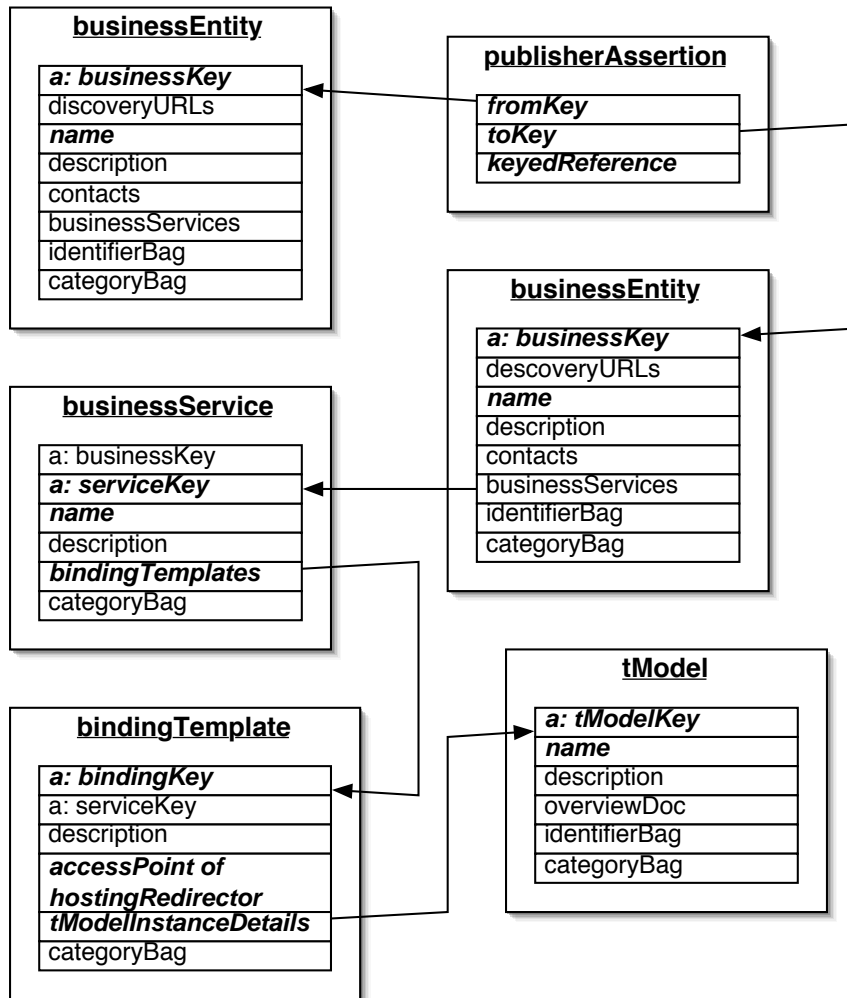 businessEntity
a: businessKey
discoveryURLs
name
description
contacts
businessServices
identifierBag
categoryBag
publisherAssertion
fromKey
toKey
keyedReference
businessEntity
a: businessKey
descoveryURLs
name
description
contacts
businessServices
identifierBag
categoryBag
businessService
a: businessKey
a: serviceKey
name
description
bindingTemplates
categoryBag
tModel
a: tModelKey
name
description
overviewDoc
identifierBag
categoryBag
bindingTemplate
a: bindingKey
a: serviceKey
description
accessPoint of
hostingRedirector
tModelInstanceDetails
categoryBag